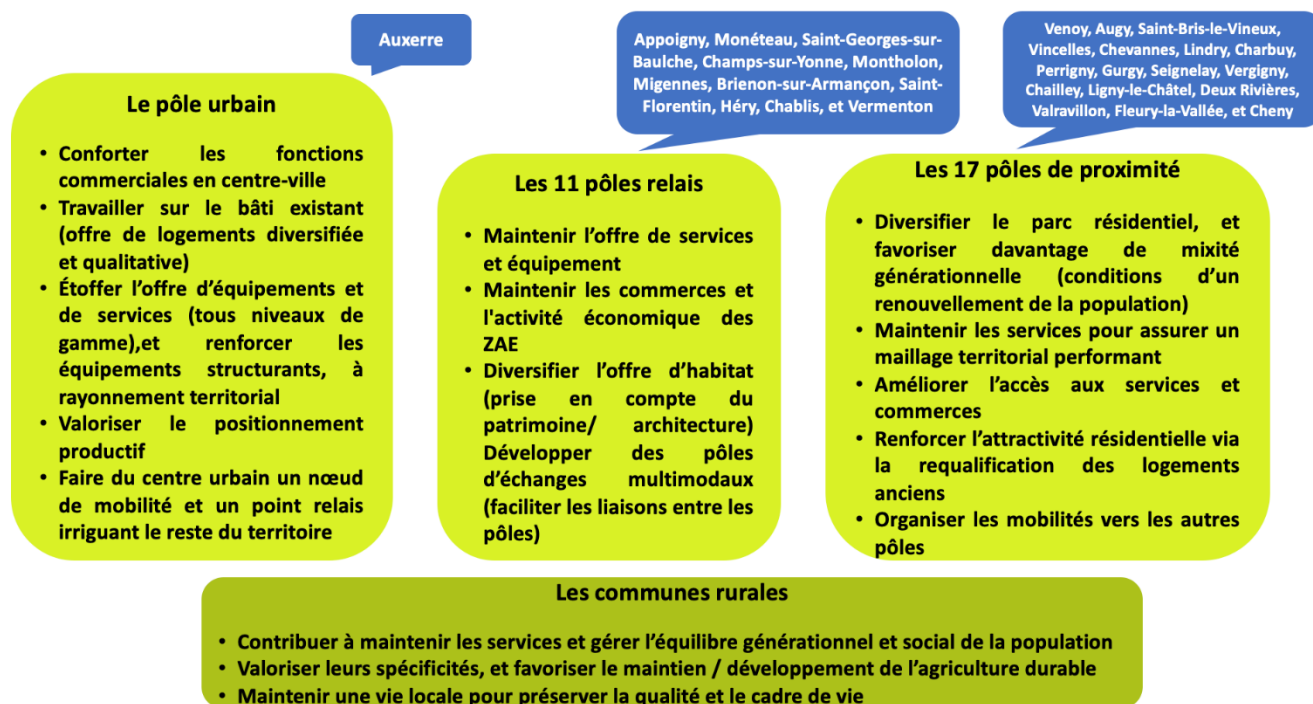 Auxerre
Le pôle urbain
• Conforter les fonctions
commerciales en centre-ville
• Travailler sur le bâti existant
(offre de logements diversifiée
et qualitative)
• Étoffer l’offre d’équipements et
de services (tous niveaux de
gamme),et renforcer les
équipements structurants, à
rayonnement territorial
• Valoriser le positionnement
productif
• Faire du centre urbain un nœud
de mobilité et un point relais
irriguant le reste du territoire
Appoigny, Monéteau, Saint-Georges-sur-
Baulche, Champs-sur-Yonne, Montholon,
Migennes, Brienon-sur-Armançon, Saint-
Florentin, Héry, Chablis, et Vermenton
Les 11 pôles relais
• Maintenir l’offre de services
et équipement
• Maintenir les commerces et
l'activité économique des
ZAE
• Diversifier l’offre d’habitat
(prise en compte du
patrimoine/ architecture)
Développer des pôles
d’échanges multimodaux
(faciliter les liaisons entre les
pôles)
Venoy, Augy, Saint-Bris-le-Vineux,
Vincelles, Chevannes, Lindry, Charbuy,
Perrigny, Gurgy, Seignelay, Vergigny,
Chailley, Ligny-le-Châtel, Deux Rivières,
Valravillon, Fleury-la-Vallée, et Cheny
Les 17 pôles de proximité
• Diversifier le parc résidentiel, et
favoriser davantage de mixité
générationnelle (conditions d’un
renouvellement de la population)
• Maintenir les services pour assurer un
maillage territorial performant
• Améliorer l’accès aux services et
commerces
• Renforcer l’attractivité résidentielle via
la requalification des logements
anciens
• Organiser les mobilités vers les autres
pôles
Les communes rurales
• Contribuer à maintenir les services et gérer l’équilibre générationnel et social de la population
• Valoriser leurs spécificités, et favoriser le maintien / développement de l’agriculture durable
• Maintenir une vie locale pour préserver la qualité et le cadre de vie